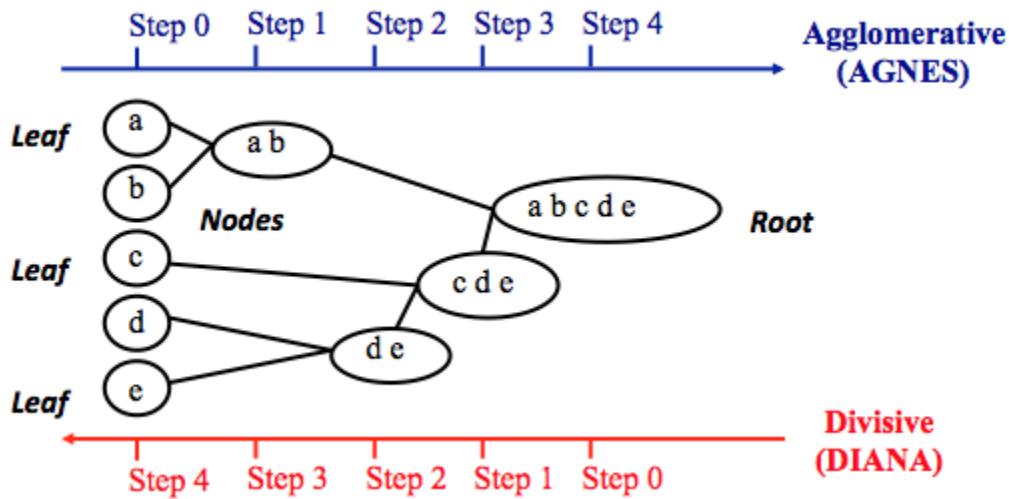 Step 0 Step 1 Step 2 Step 3 Step 4
Agglomerative
(AGNES)
Leaf
a
a b
b
Nodes
a b c d e
Root
Leaf
c
c d e
d
d e
Leaf
e
Divisive
(DIANA)
Step 4 Step 3 Step 2 Step 1 Step 0